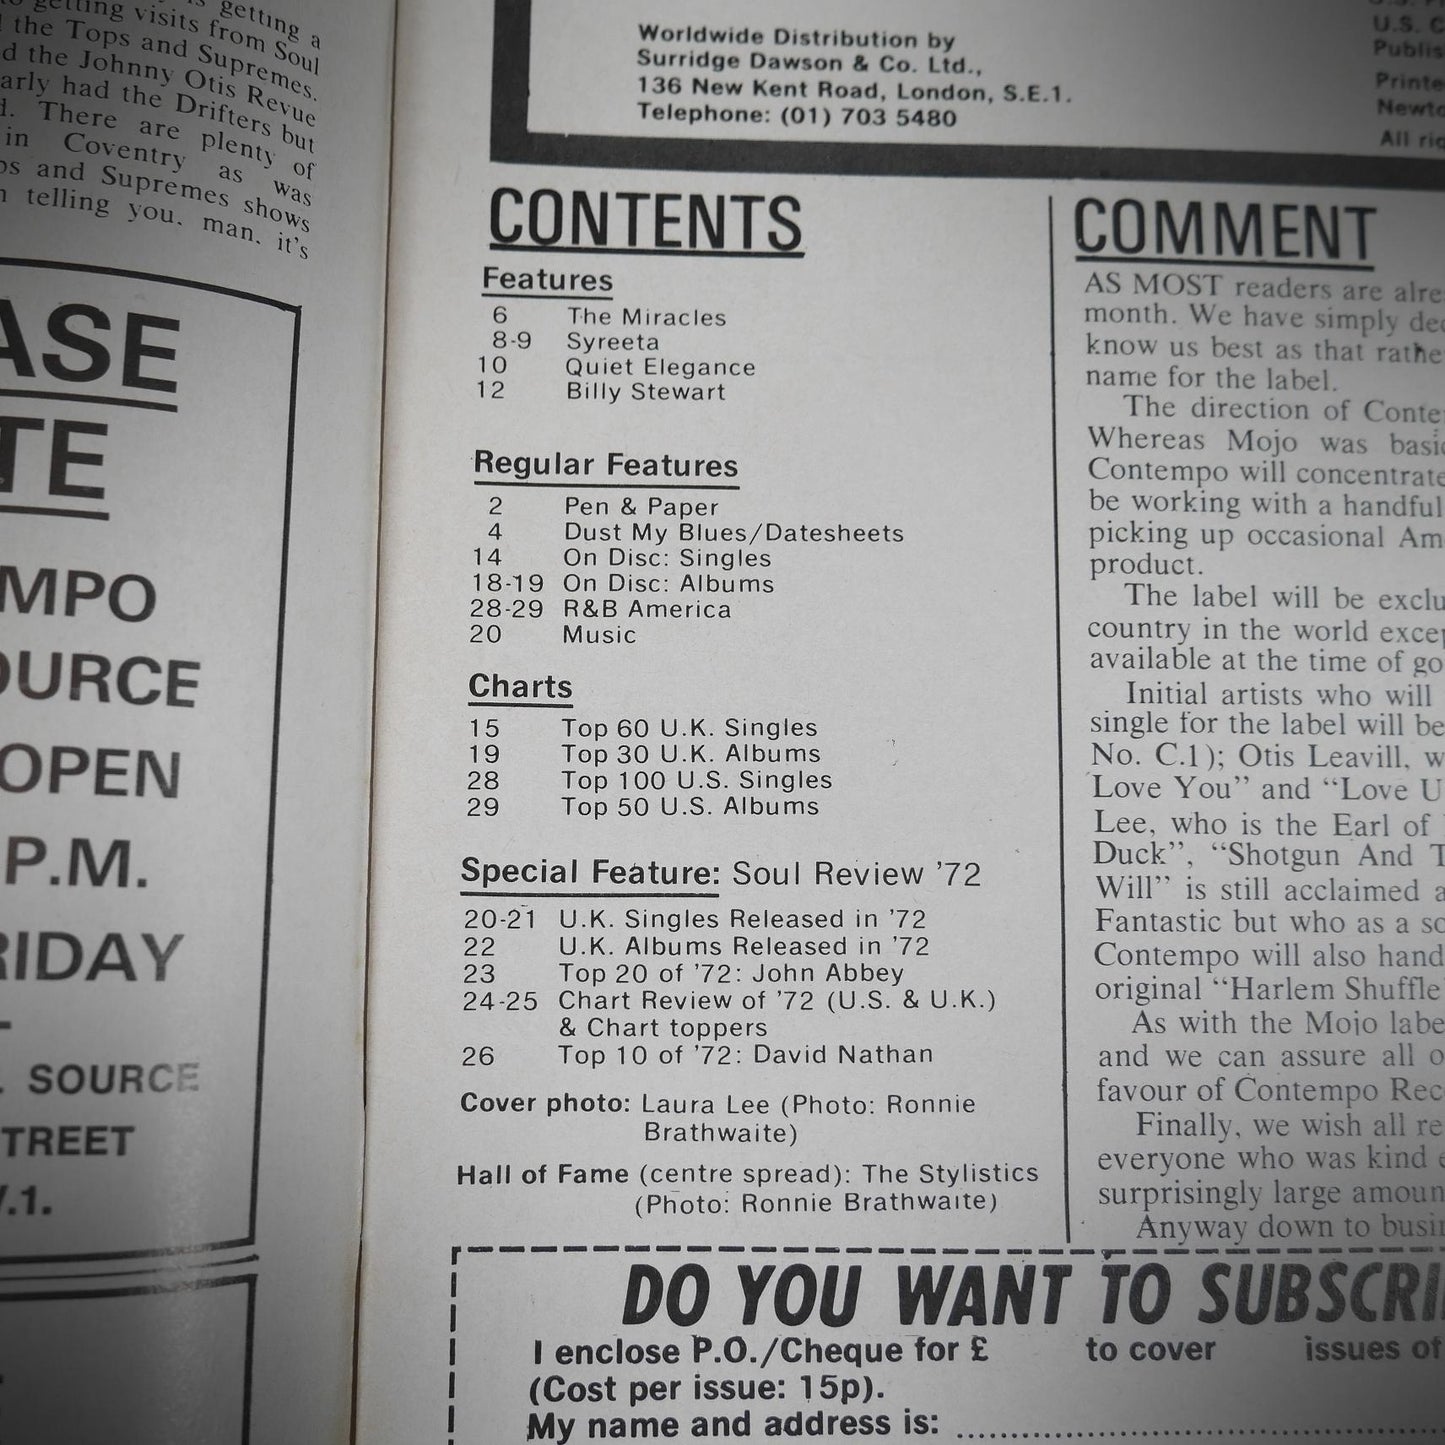 getting a
getting visits from Soul
the Tops and Supremes.
the Johnny Otis Revue
had the Drifters but
There are plenty of
in Coventry as was
and Supremes shows
telling you, man, it's
ASE
TE
MPO
OURCE
OPEN
P.M.
RIDAY
SOURCE
TREET
.1.
Worldwide Distribution by
Surridge Dawson & Co. Ltd.,
136 New Kent Road, London, S.E.1.
Telephone: (01) 703 5480
U.S. C
Publis
Printe
Newto
All rig
CONTENTS
Features
6 The Miracles
8-9 Syreeta
10 Quiet Elegance
12 Billy Stewart
Regular Features
2 Pen & Paper
4 Dust My Blues/Datesheets
14 On Disc: Singles
18-19 On Disc: Albums
28-29 R&B America
20 Music
Charts
15 Top 60 U.K. Singles
19 Top 30 U.K. Albums
28 Top 100 U.S. Singles
29 Top 50 U.S. Albums
Special Feature: Soul Review '72
20-21 U.K. Singles Released in '72
22 U.K. Albums Released in '72
23 Top 20 of '72: John Abbey
24-25 Chart Review of '72 (U.S. & U.K.)
& Chart toppers
26 Top 10 of '72: David Nathan
Cover photo: Laura Lee (Photo: Ronnie
Brathwaite)
Hall of Fame (centre spread): The Stylistics
(Photo: Ronnie Brathwaite)
COMMENT
AS MOST readers are alre
month. We have simply dec
know us best as that rathe
name for the label.
The direction of Conte
Whereas Mojo was basic
Contempo will concentrate
be working with a handful
picking up occasional Am
product.
The label will be exclu
country in the world excep
available at the time of go
Initial artists who will
single for the label will be
No. C.1); Otis Leavill, w
Love You" and "Love U
Lee, who is the Earl of
Duck", "Shotgun And T
Will" is still acclaimed a
Fantastic but who as a so
Contempo will also hand
original "Harlem Shuffle
As with the Mojo labe
and we can assure all o
favour of Contempo Rec
Finally, we wish all re
everyone who was kind e
surprisingly large amoun
Anyway down to busi
DO YOU WANT TO SUBSCRI
I enclose P.O./Cheque for £ to cover issues of
(Cost per issue: 15p).
My name and address is: